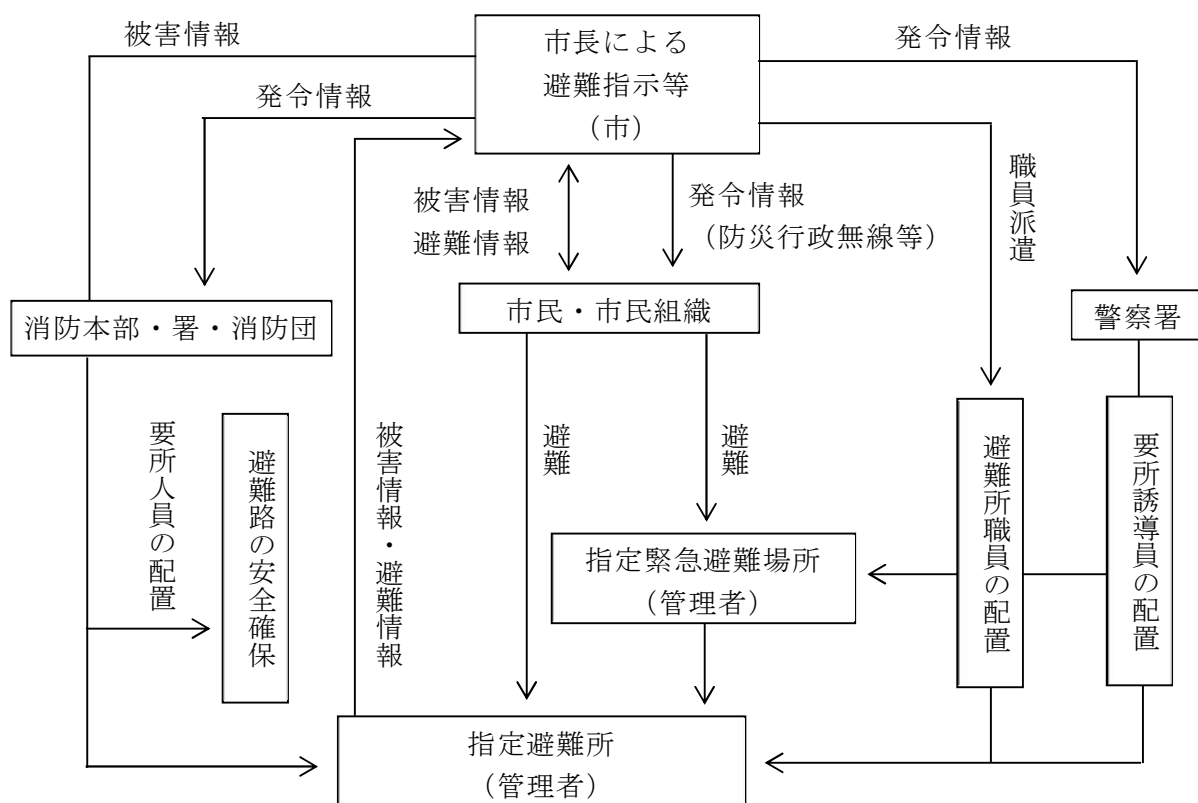 被害情報
市長による
避難指示等
(市)
発令情報
発令情報
職員派遣
被害情報
避難情報
発令情報
(防災行政無線等)
消防本部・署・消防団
市民・市民組織
警察署
要所人員の配置
避難路の安全確保
被害情報・避難情報
避難
避難
避難所職員の配置
要所誘導員の配置
指定緊急避難場所
(管理者)
指定避難所
(管理者)